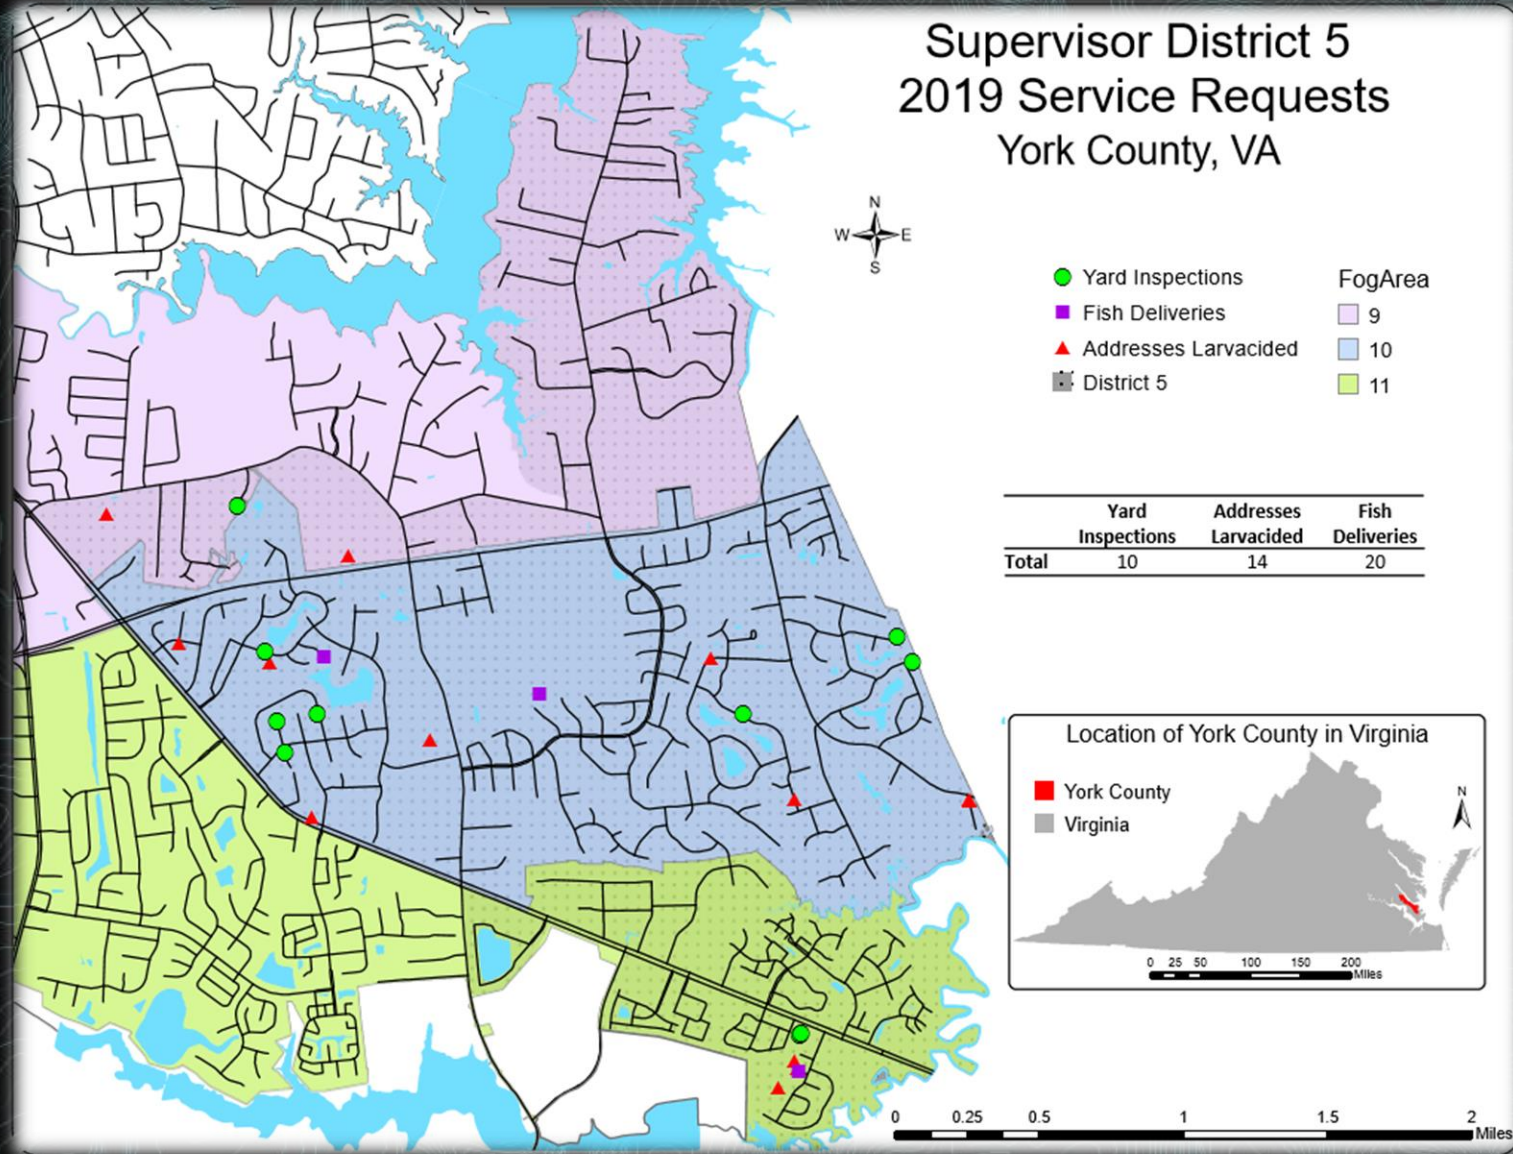 Supervisor District 5
2019 Service Requests
York County, VA
N
W E
S
Yard Inspections
Fish Deliveries
Addresses Larvacided
District 5
FogArea
9
10
11
Yard Inspections Addresses Larvacided Fish Deliveries
Total 10 14 20
Location of York County in Virginia
York County
Virginia
N
0 25 50 100 150 200
Miles
0 0.25 0.5 1 1.5 2
Miles